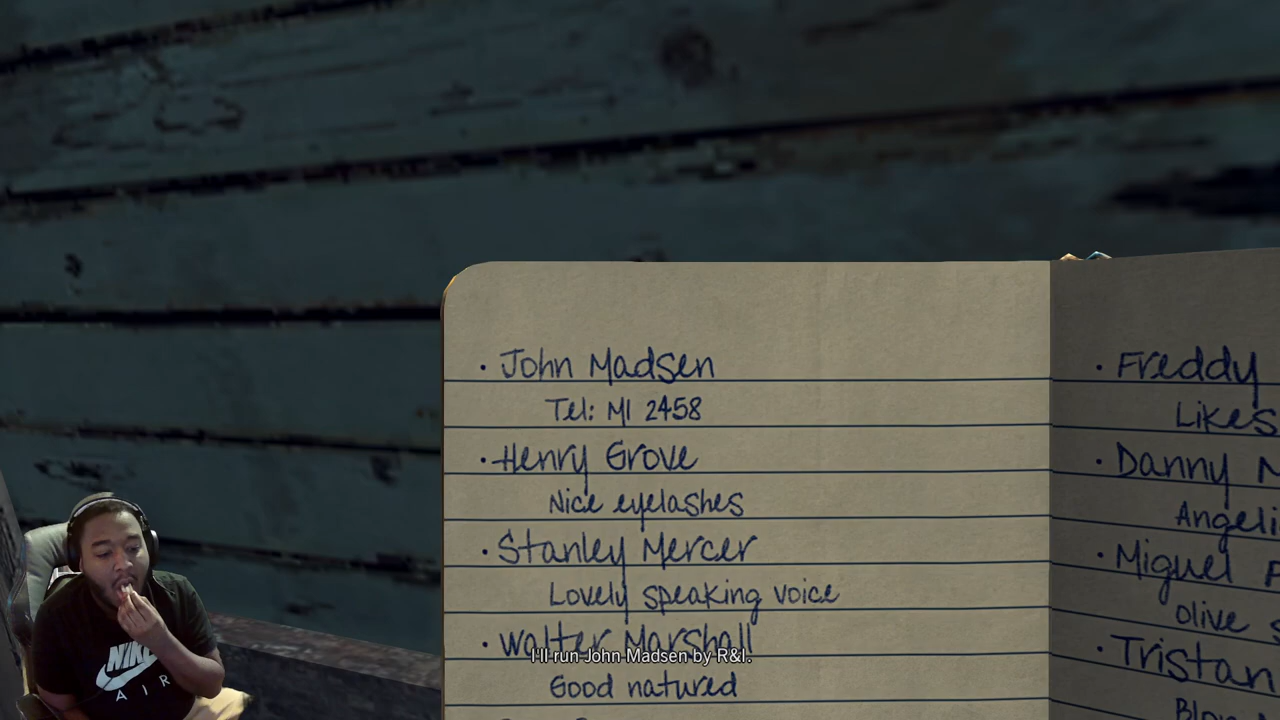 · John Madsen
Tel: MI 2458
· Henry Grove
Nice eyelashes
· Stanley Mercer
Lovely speaking voice
· Walter Marshall
Good natured
· Freddy
Likes
· Danny
Angeli
· Miguel
olive
· Tristan
I'll run John Madsen by R&I.
NIKE
AIR